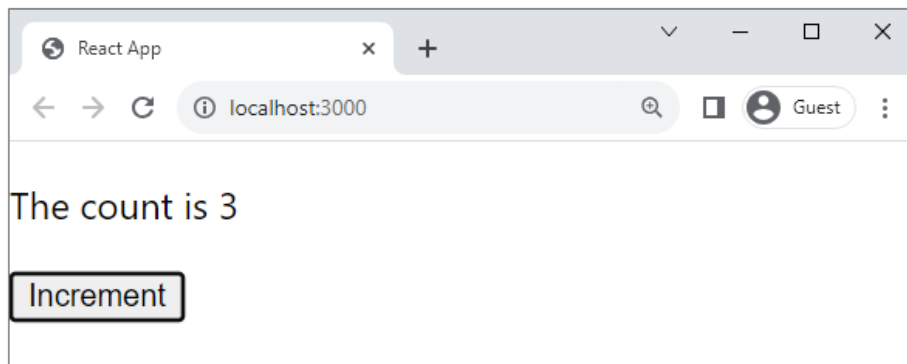 React App
localhost:3000
Guest
The count is 3
Increment